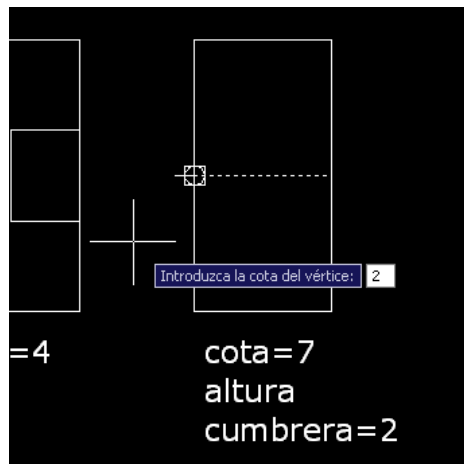 Introduzca la cota del vértice: 2
=4
cota=7
altura
cumbrera=2